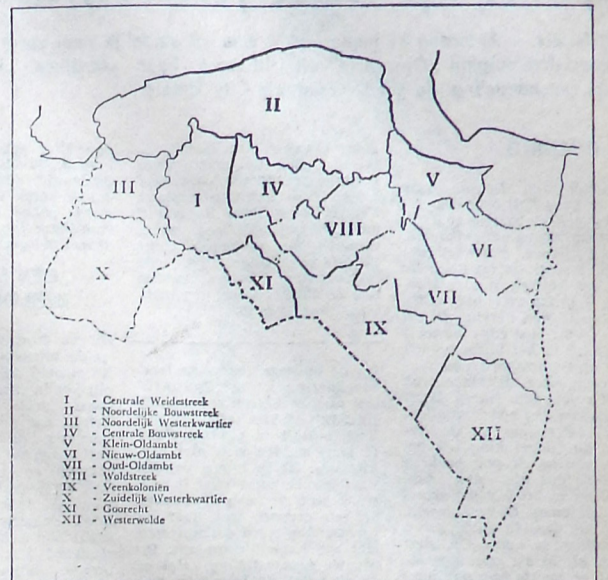 II
V
III
I
IV
VIII
VI
X
XI
VII
IX
XII
I - Centrale Weidestreek
II - Noordelijke Bouwstreek
III - Noordelijk Westerkwartier
IV - Centrale Bouwstreek
V - Klein-Oldambt
VI - Nieuw-Oldambt
VII - Oud-Oldambt
VIII - Woldstreek
IX - Veenkoloniën
X - Zuidelijk Westerkwartier
XI - Goorecht
XII - Westerwolde